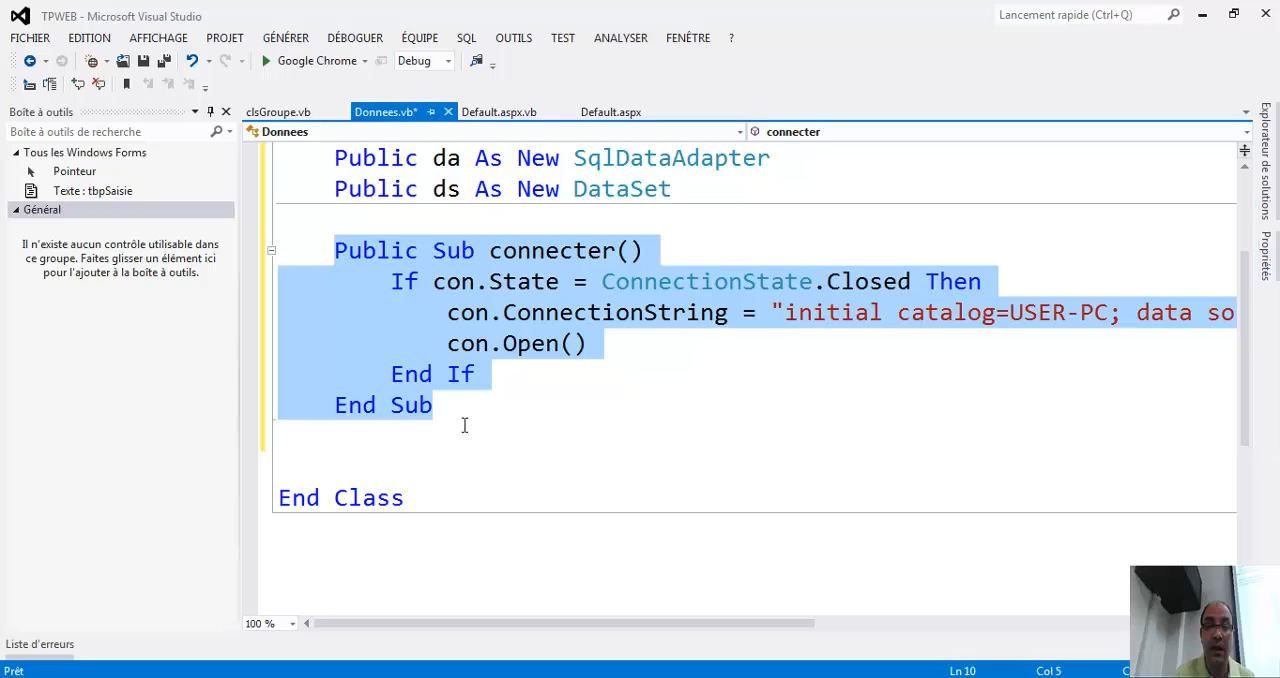 TPWEB - Microsoft Visual Studio
Lancement rapide (Ctrl+Q)
FICHIER EDITION AFFICHAGE PROJET GÉNÉRER DÉBOGUER ÉQUIPE SQL OUTILS TEST ANALYSER FENÊTRE ?
Google Chrome Debug
Boîte à outils
clsGroupe.vb Donnees.vb* Default.aspx.vb Default.aspx
Boîte à outils de recherche
Donnees connecter
Tous les Windows Forms
Pointeur
Texte : tbpSaisie
Général
Il n'existe aucun contrôle utilisable dans
ce groupe. Faites glisser un élément ici
pour l'ajouter à la boîte à outils.
Public da As New SqlDataAdapter
Public ds As New DataSet
Public Sub connecter()
If con.State = ConnectionState.Closed Then
con.ConnectionString = "initial catalog=USER-PC; data so
con.Open()
End If
End Sub
End Class
Explorateur de solutions
Propriétés
100 %
Liste d'erreurs
Prêt Ln 10 Col 5 C